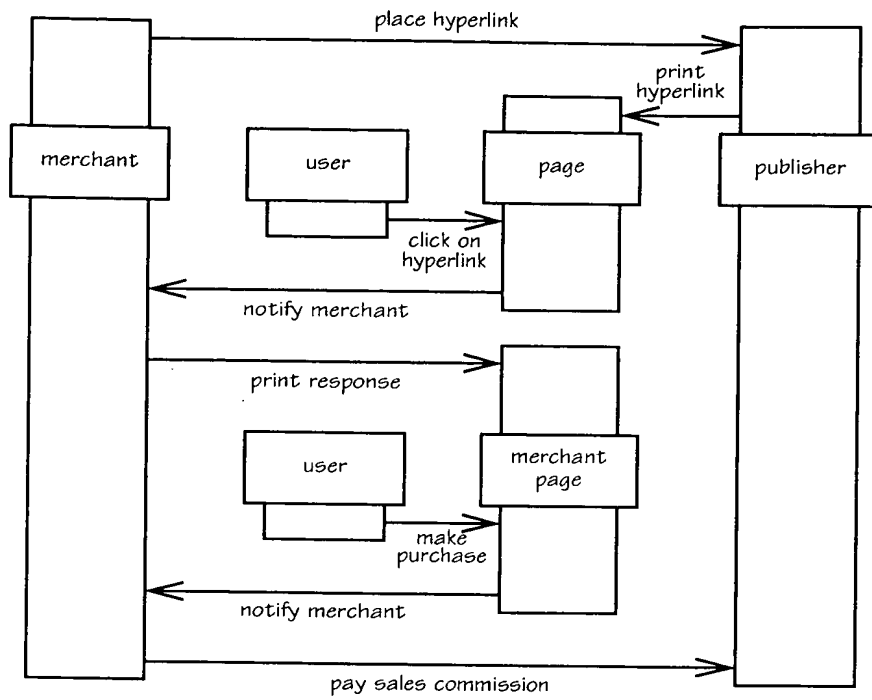 place hyperlink
print
hyperlink
merchant
user
page
publisher
click on
hyperlink
notify merchant
print response
user
merchant
page
make
purchase
notify merchant
pay sales commission